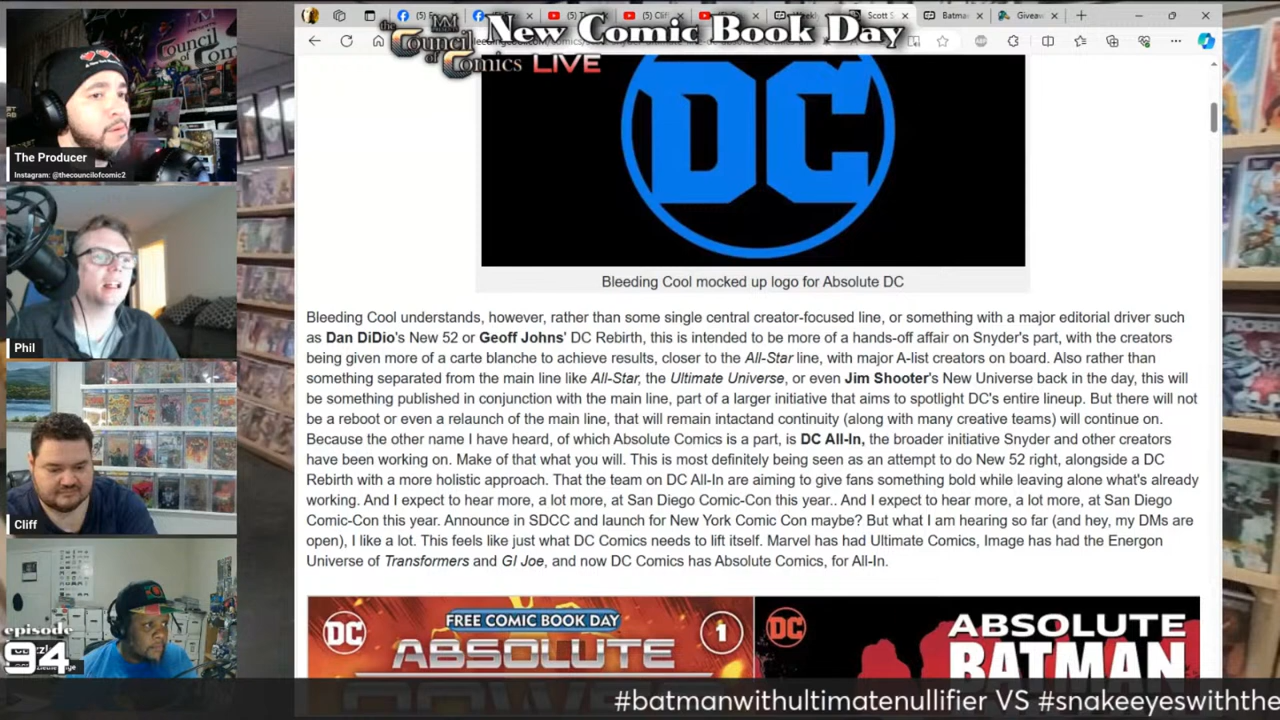 (5)
(5)
Scott S
Batma
Giveav
the
Council
of
Comics
LIVE
New Comic Book Day
DC
Bleeding Cool mocked up logo for Absolute DC
Bleeding Cool understands, however, rather than some single central creator-focused line, or something with a major editorial driver such
as Dan DiDio's New 52 or Geoff Johns' DC Rebirth, this is intended to be more of a hands-off affair on Snyder's part, with the creators
being given more of a carte blanche to achieve results, closer to the All-Star line, with major A-list creators on board. Also rather than
something separated from the main line like All-Star, the Ultimate Universe, or even Jim Shooter's New Universe back in the day, this will
be something published in conjunction with the main line, part of a larger initiative that aims to spotlight DC's entire lineup. But there will not
be a reboot or even a relaunch of the main line, that will remain intactand continuity (along with many creative teams) will continue on.
Because the other name I have heard, of which Absolute Comics is a part, is DC All-In, the broader initiative Snyder and other creators
have been working on. Make of that what you will. This is most definitely being seen as an attempt to do New 52 right, alongside a DC
Rebirth with a more holistic approach. That the team on DC All-In are aiming to give fans something bold while leaving alone what's already
working. And I expect to hear more, a lot more, at San Diego Comic-Con this year.. And I expect to hear more, a lot more, at San Diego
Comic-Con this year. Announce in SDCC and launch for New York Comic Con maybe? But what I am hearing so far (and hey, my DMs are
open), I like a lot. This feels like just what DC Comics needs to lift itself. Marvel has had Ultimate Comics, Image has had the Energon
Universe of Transformers and GI Joe, and now DC Comics has Absolute Comics, for All-In.
DC
FREE COMIC BOOK DAY
1
ABSOLUTE
DC
ABSOLUTE
BATMAN
The Producer
Instagram: @thecouncilofcomic2
Phil
Cliff
episode
94
#batmanwithultimatenullifier VS #snakeeyeswiththe